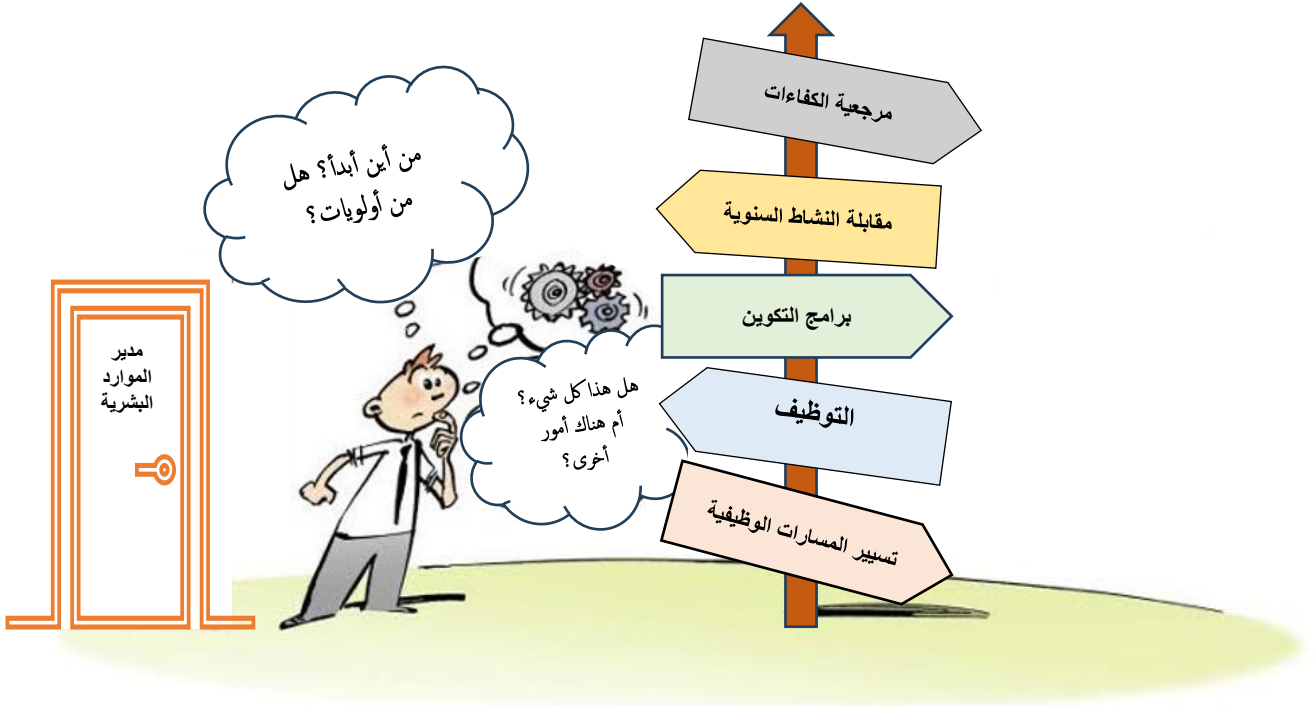 مرجعية الكفاءات
من أين أبدأ؟ هل
من أولويات؟
مقابلة النشاط السنوية
برامج التكوين
مدير
الموارد
البشرية
هل هذا كل شيء؟
أم هناك أمور
أخرى؟
التوظيف
تسيير المسارات الوظيفية